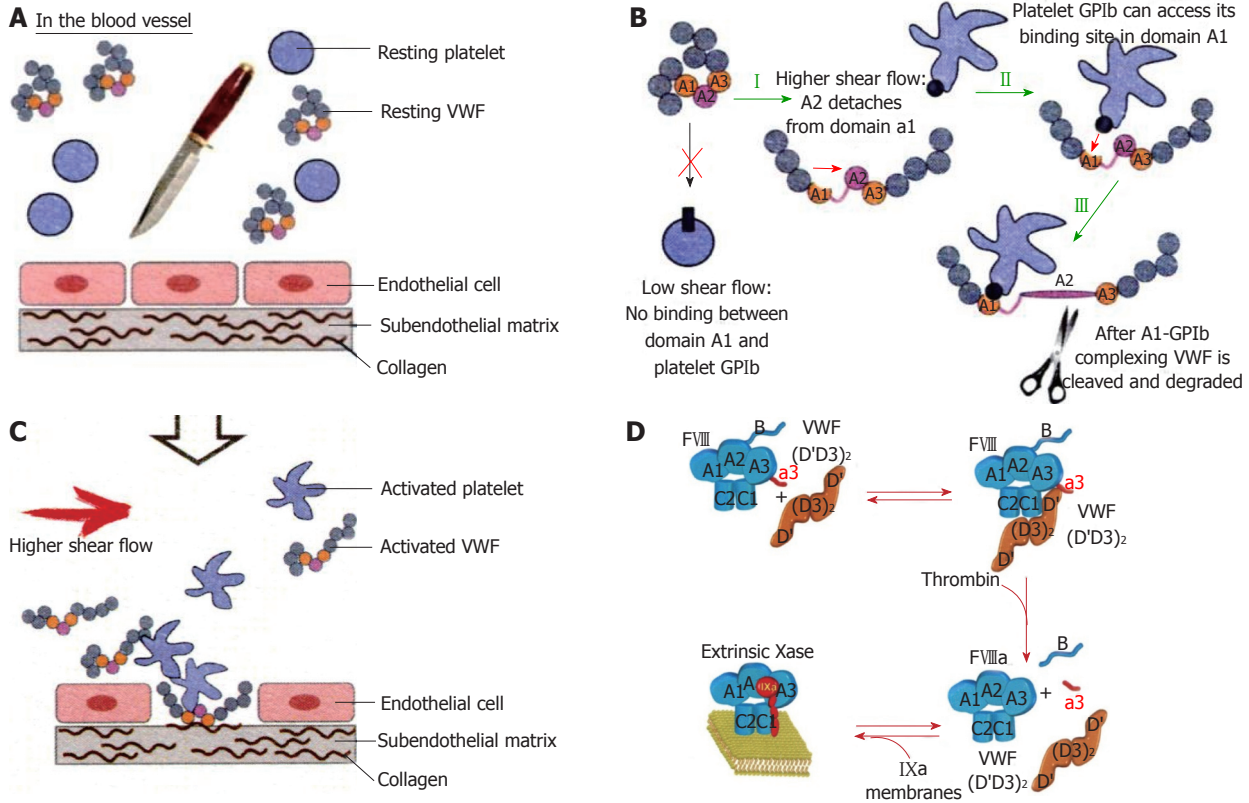 A
In the blood vessel
Resting platelet
Resting VWF
Endothelial cell
Subendothelial matrix
Collagen
B
Platelet GPIb can access its
binding site in domain A1
A1
A2
A3
I
Higher shear flow:
A2 detaches
from domain a1
II
A1
A2
A3
A1
A2
A3
III
Low shear flow:
No binding between
domain A1 and
platelet GPIb
A1
A2
A3
After A1-GPIb
complexing VWF is
cleaved and degraded
C
Higher shear flow
Activated platelet
Activated VWF
Endothelial cell
Subendothelial matrix
Collagen
D
B
FVIII
VWF
(D'D3)2
A1 A2 A3
a3
C2 C1
+
D'
(D3)2
D'
B
FVIII
A1 A2 A3
a3
C2 C1 D'
(D3)2
D'
VWF
(D'D3)2
Thrombin
Extrinsic Xase
A1 A IXa A3
C2 C1
IXa
membranes
FVIIIa
B
A1 A2 A3
+
a3
C2 C1
VWF
(D'D3)2
D'
(D3)2
D'